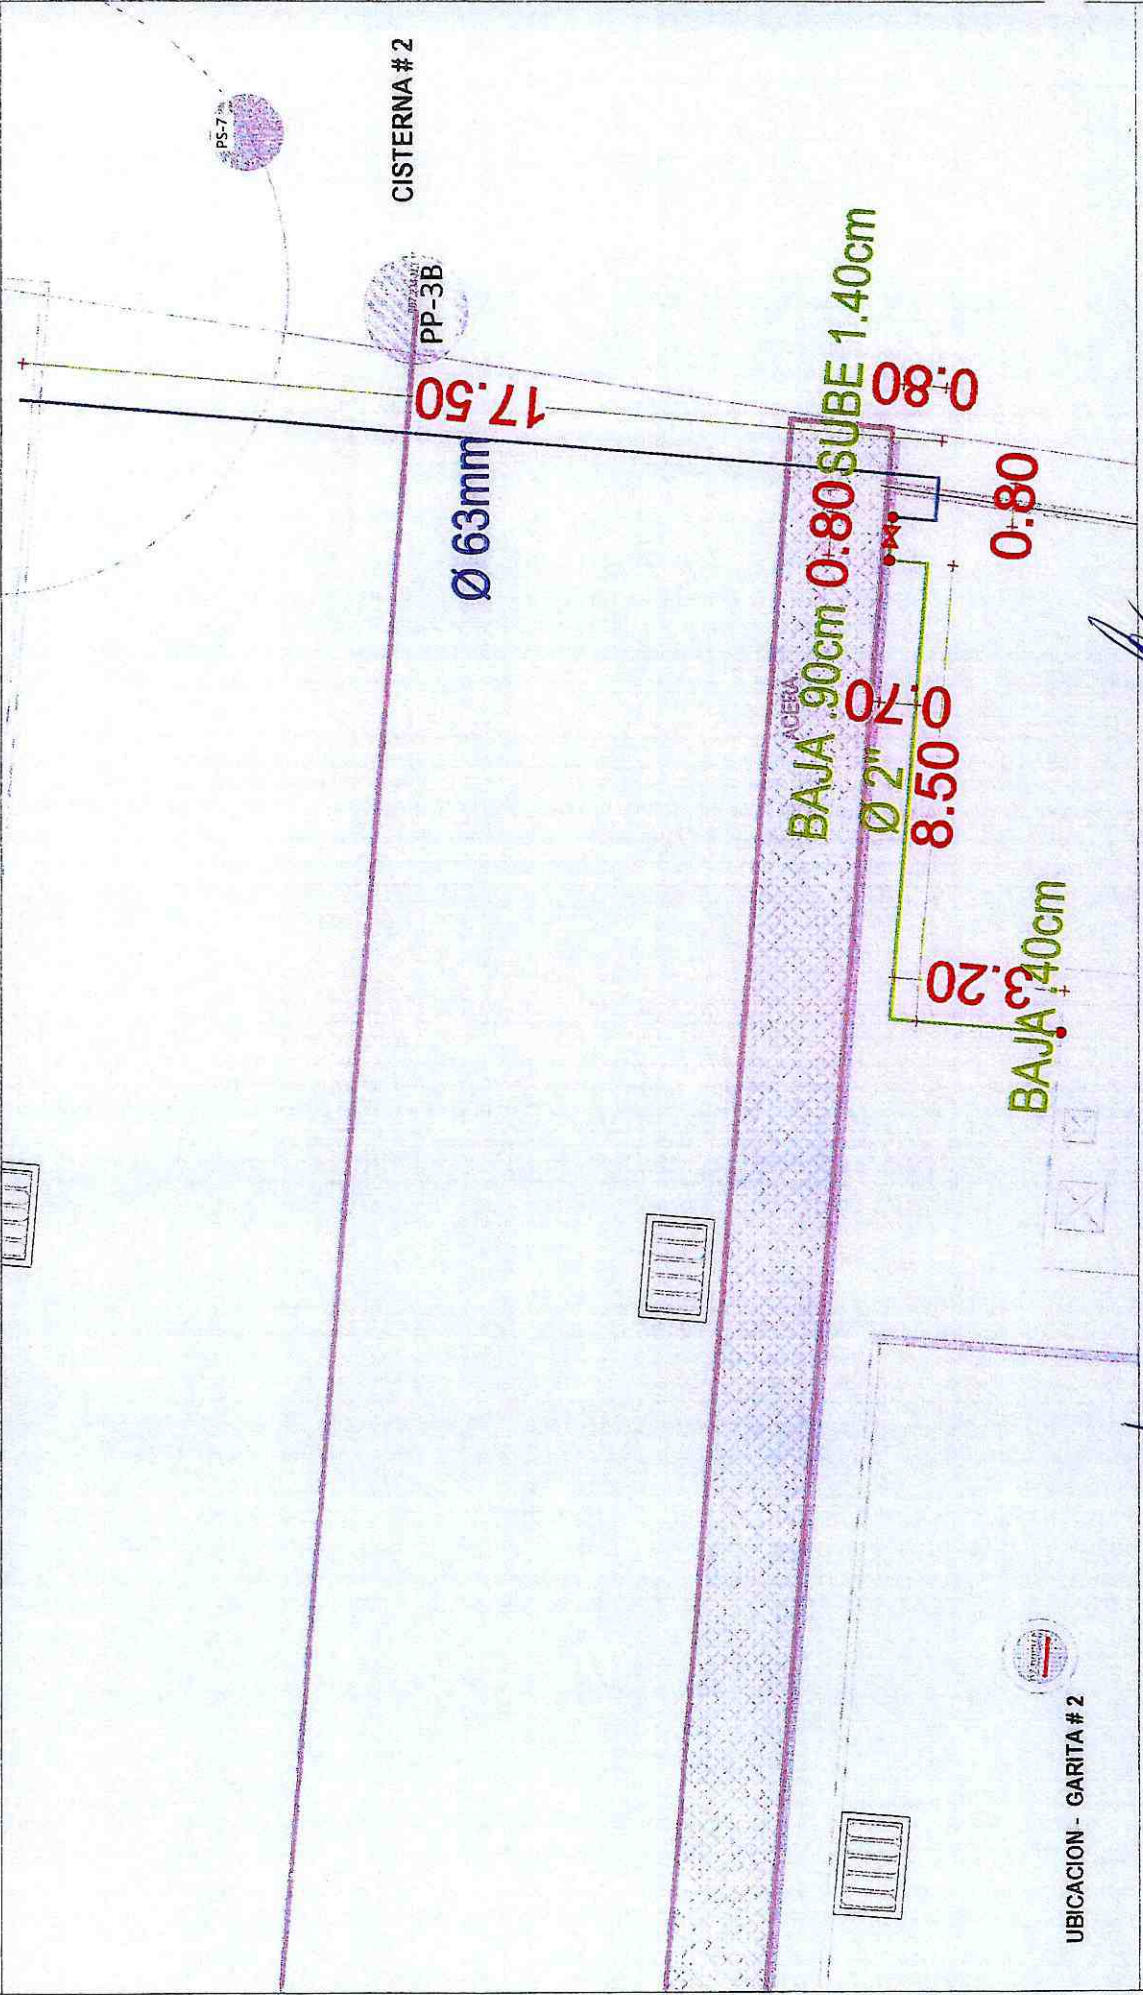 PS-7
CISTERNA # 2
PP-3B
17.50
Ø 63mm
SUBE 1.40cm
0.80
0.80
0.80
BAJA .90cm
ACERA
0.70
Ø 2"
8.50
3.20
BAJA .40cm
UBICACION - GARITA # 2